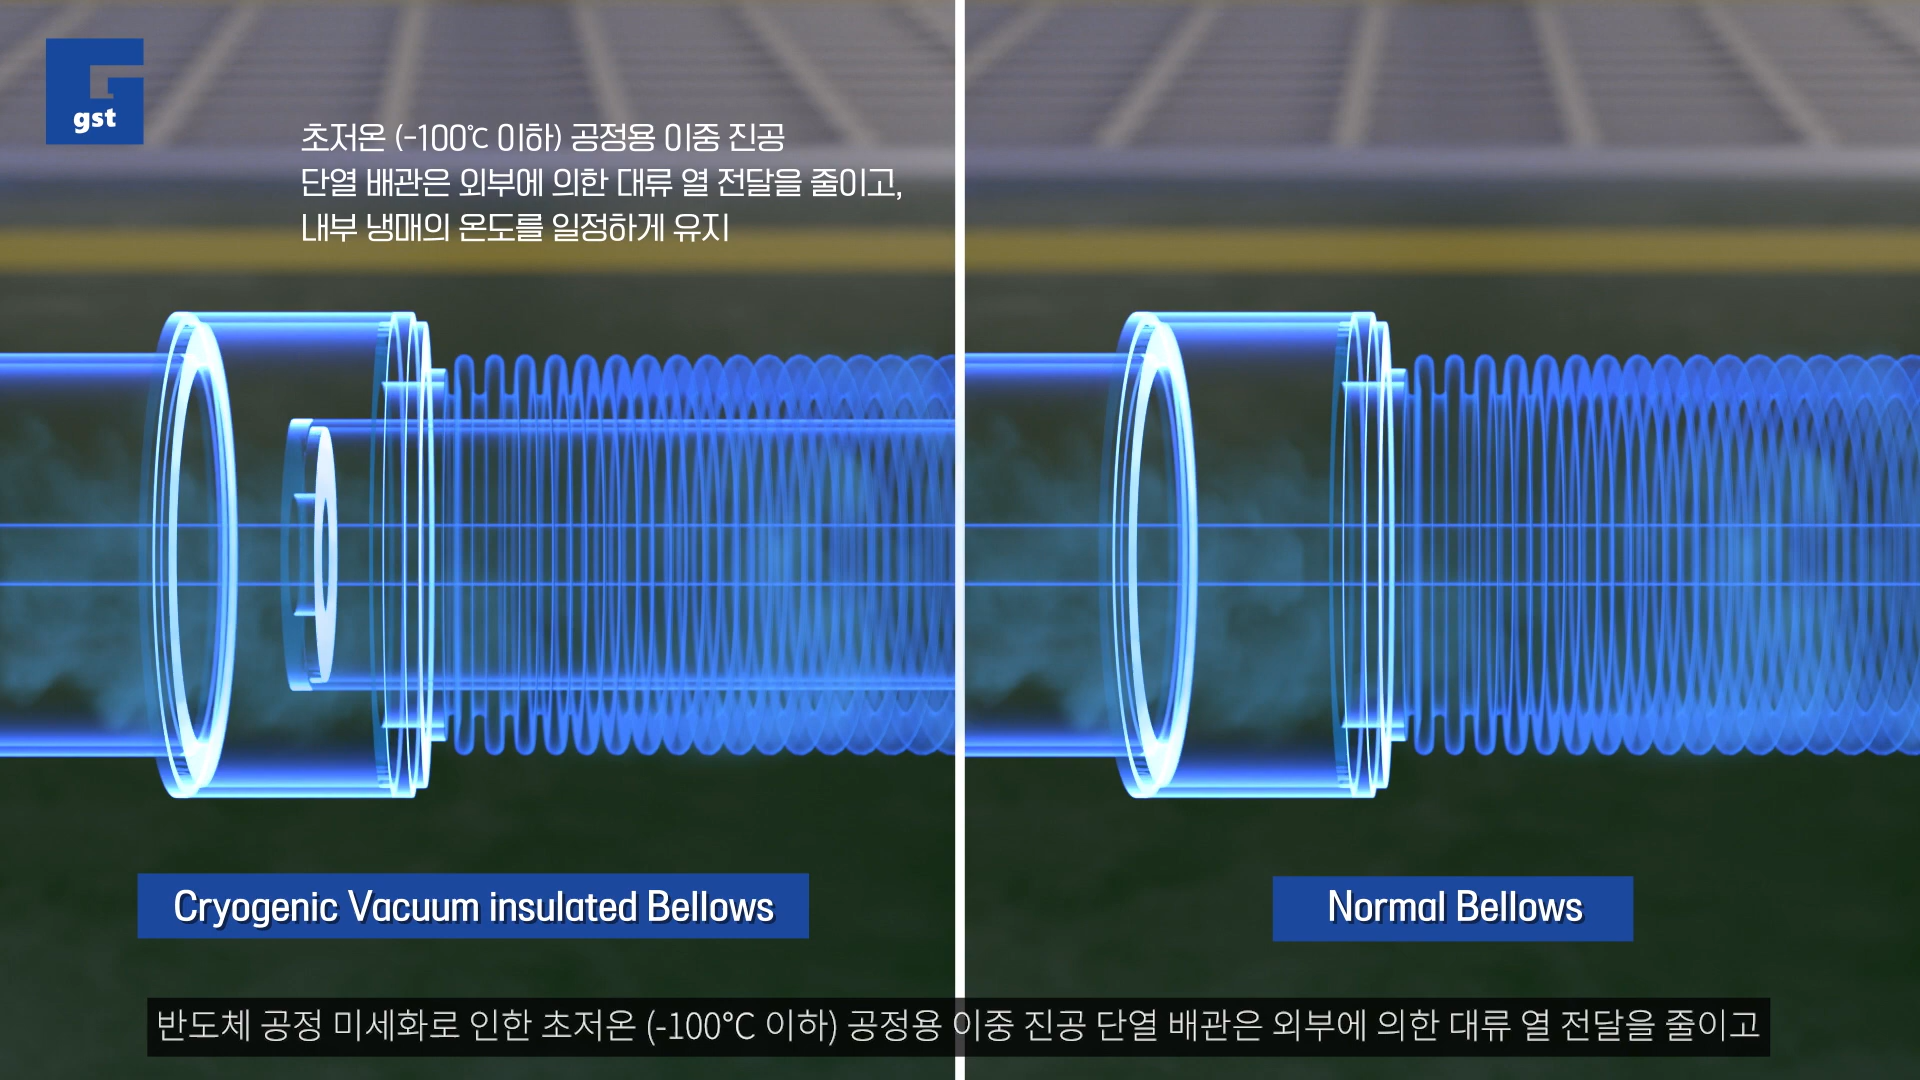 gst
초저온 (-100℃ 이하) 공정용 이중 진공
단열 배관은 외부에 의한 대류 열 전달을 줄이고,
내부 냉매의 온도를 일정하게 유지
Cryogenic Vacuum insulated Bellows
Normal Bellows
반도체 공정 미세화로 인한 초저온 (-100°C 이하) 공정용 이중 진공 단열 배관은 외부에 의한 대류 열 전달을 줄이고